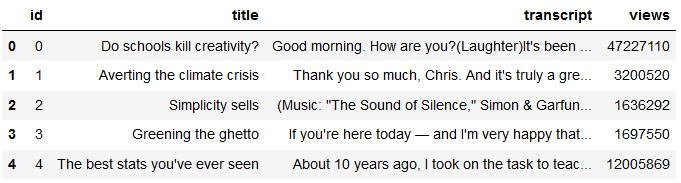 id title transcript views
0 0 Do schools kill creativity? Good morning. How are you?(Laughter)It's been ... 47227110
1 1 Averting the climate crisis Thank you so much, Chris. And it's truly a gre... 3200520
2 2 Simplicity sells (Music: "The Sound of Silence," Simon & Garfun... 1636292
3 3 Greening the ghetto If you're here today — and I'm very happy that... 1697550
4 4 The best stats you've ever seen About 10 years ago, I took on the task to teac... 12005869